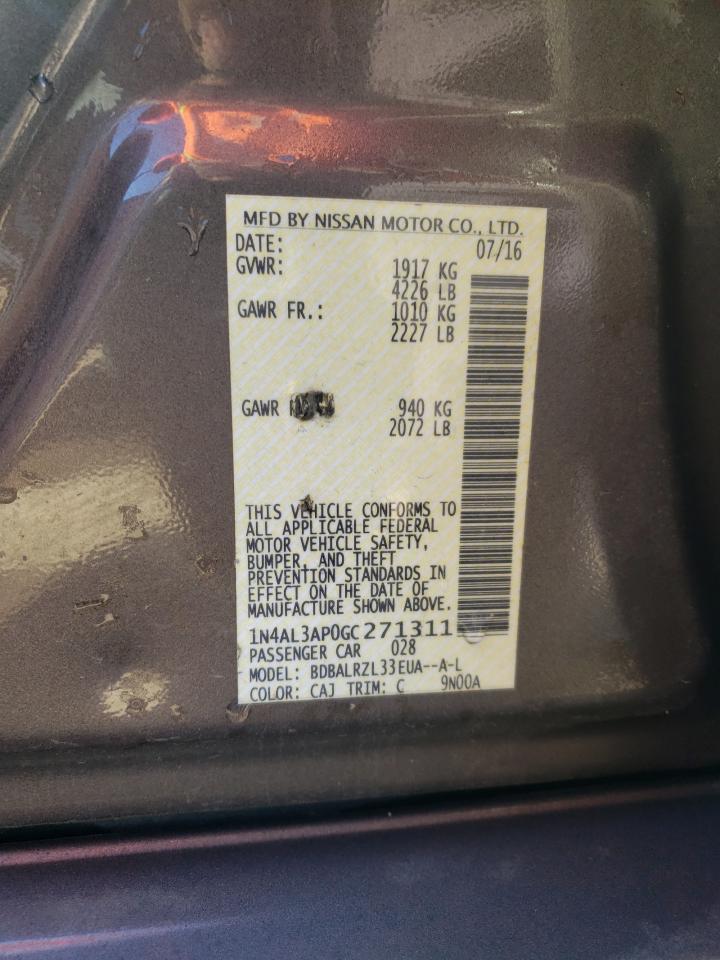 MFD BY NISSAN MOTOR CO., LTD.
DATE: 07/16
GVWR: 1917 KG
4226 LB
GAWR FR.: 1010 KG
2227 LB
GAWR 940 KG
2072 LB
THIS VEHICLE CONFORMS TO
ALL APPLICABLE FEDERAL
MOTOR VEHICLE SAFETY,
BUMPER, AND THEFT
PREVENTION STANDARDS IN
EFFECT ON THE DATE OF
MANUFACTURE SHOWN ABOVE.
1N4AL3AP0GC271311
PASSENGER CAR 028
MODEL: BDBALRZL33EUA--A-L
COLOR: CAJ TRIM: C 9N00A